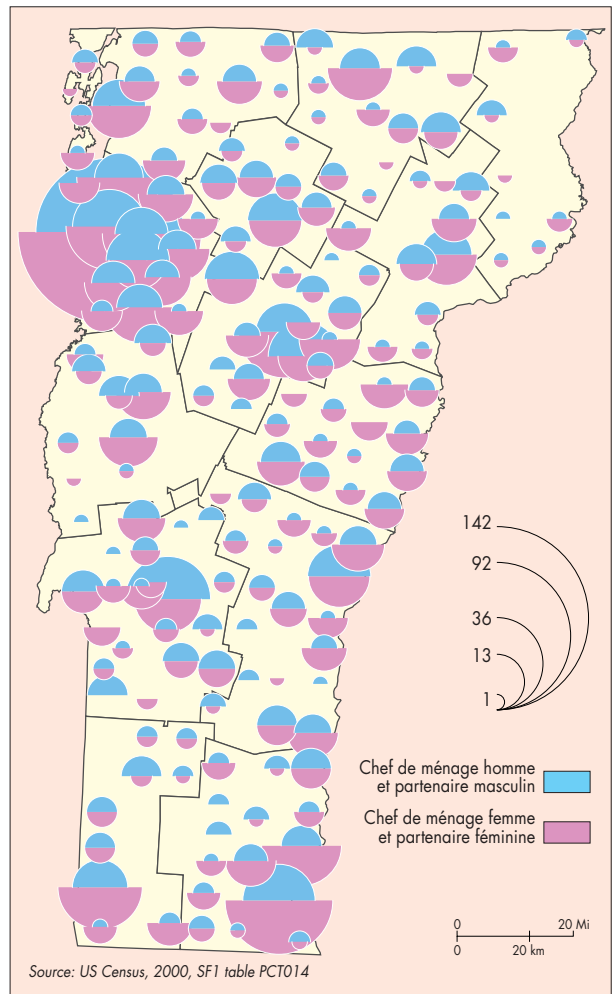 142
92
36
13
1
Chef de ménage homme
et partenaire masculin
Chef de ménage femme
et partenaire féminine
0 20 Mi
0 20 km
Source: US Census, 2000, SF1 table PCT014